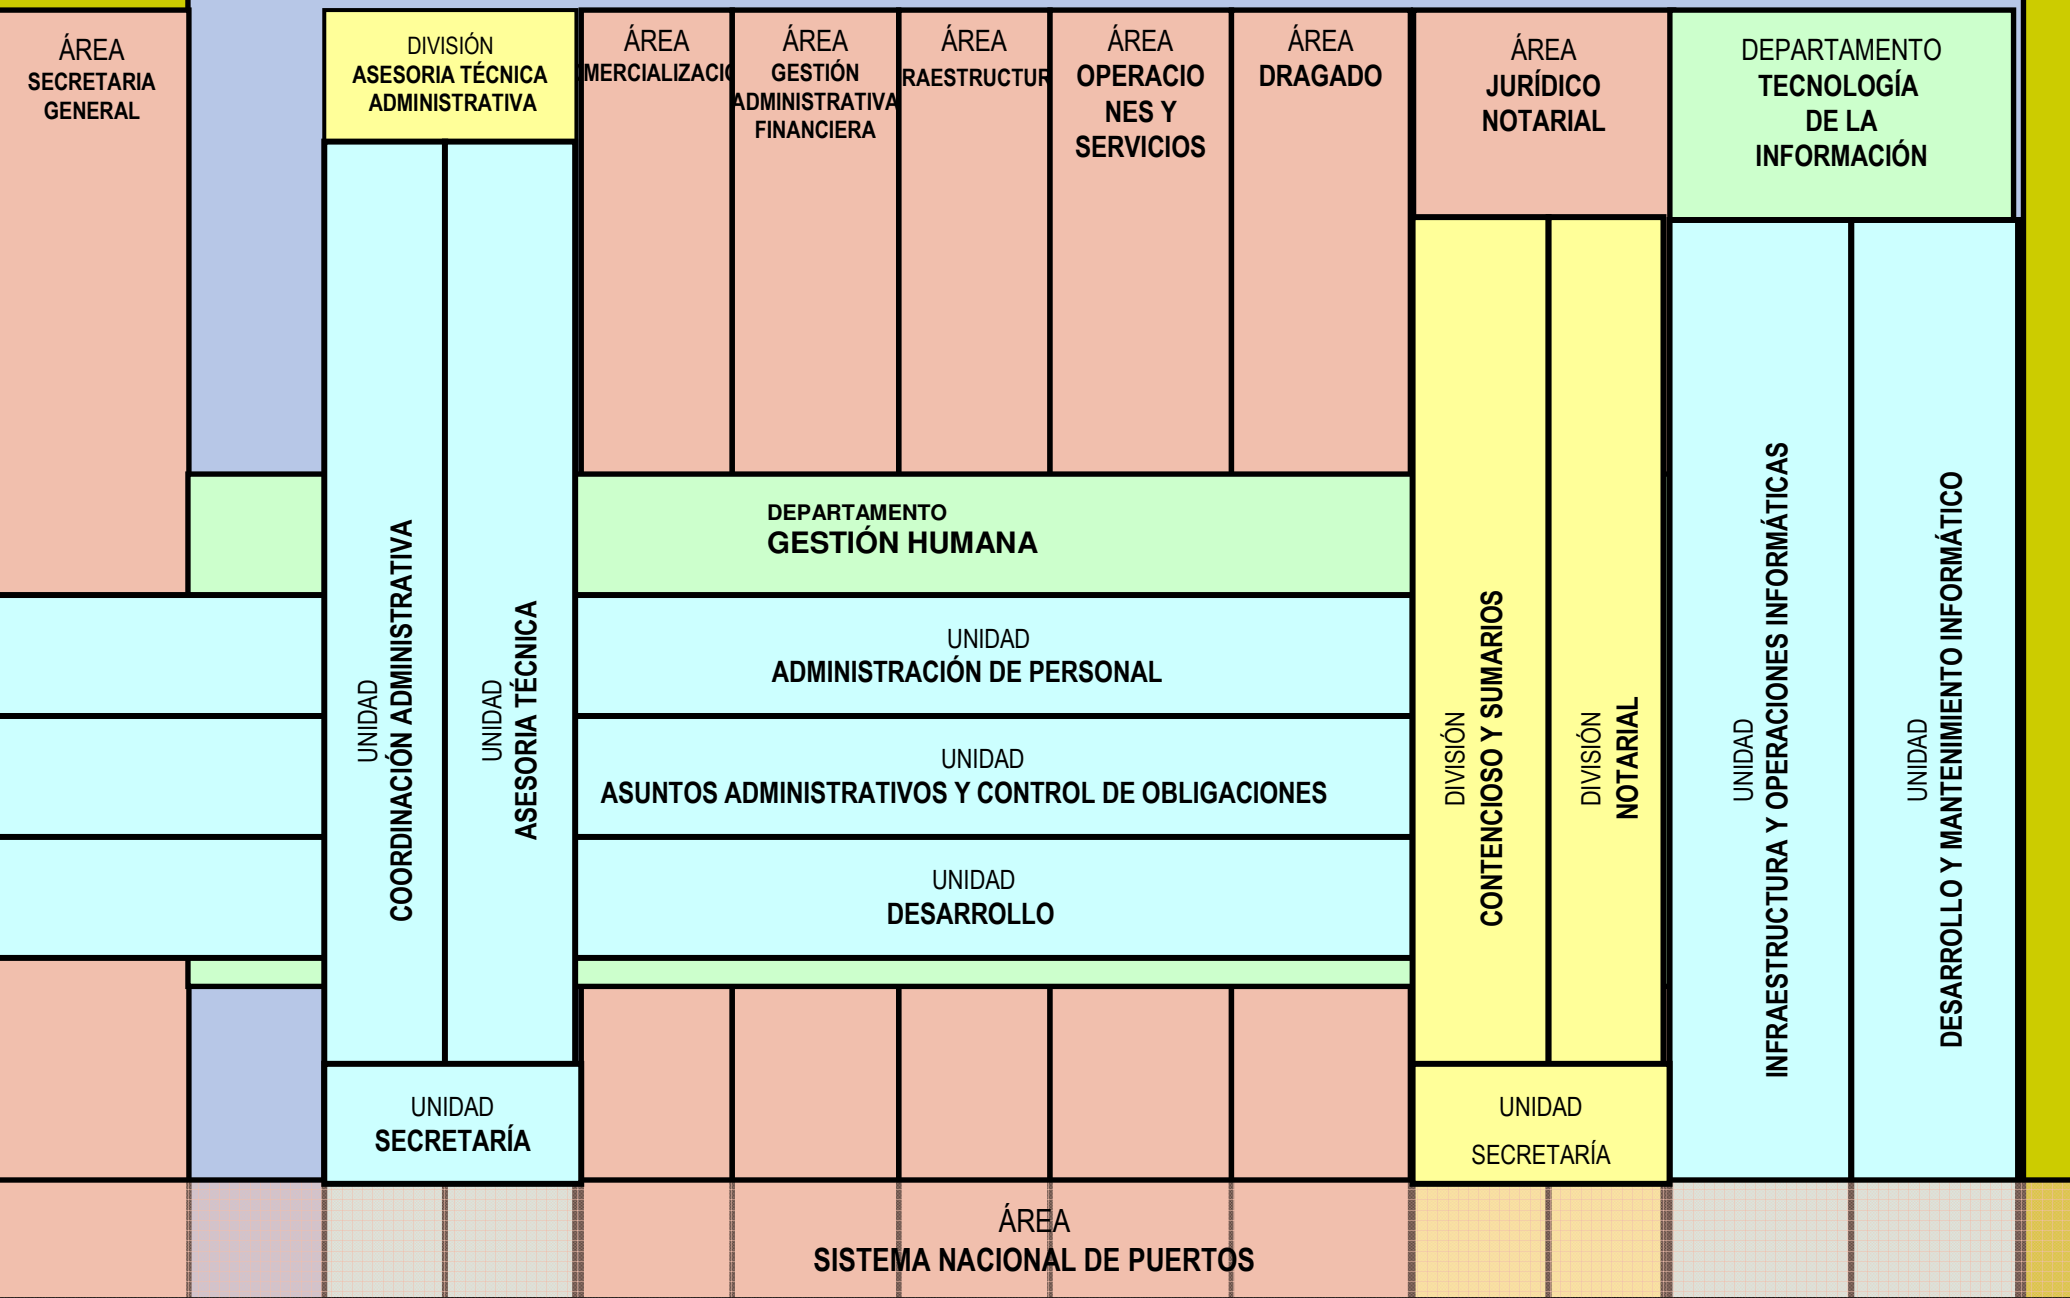 ÁREA
SECRETARIA
GENERAL
DIVISIÓN
ASESORIA TÉCNICA
ADMINISTRATIVA
ÁREA
MERCIALIZACIÓ
ÁREA
GESTIÓN
ADMINISTRATIVA
FINANCIERA
ÁREA
RAESTRUCTUR
ÁREA
OPERACIO
NES Y
SERVICIOS
ÁREA
DRAGADO
ÁREA
JURÍDICO
NOTARIAL
DEPARTAMENTO
TECNOLOGÍA
DE LA
INFORMACIÓN
UNIDAD
COORDINACIÓN ADMINISTRATIVA
UNIDAD
ASESORIA TÉCNICA
DEPARTAMENTO
GESTIÓN HUMANA
UNIDAD
ADMINISTRACIÓN DE PERSONAL
UNIDAD
ASUNTOS ADMINISTRATIVOS Y CONTROL DE OBLIGACIONES
UNIDAD
DESARROLLO
DIVISIÓN
CONTENCIOSO Y SUMARIOS
DIVISIÓN
NOTARIAL
UNIDAD
INFRAESTRUCTURA Y OPERACIONES INFORMÁTICAS
UNIDAD
DESARROLLO Y MANTENIMIENTO INFORMÁTICO
UNIDAD
SECRETARÍA
UNIDAD
SECRETARÍA
ÁREA
SISTEMA NACIONAL DE PUERTOS